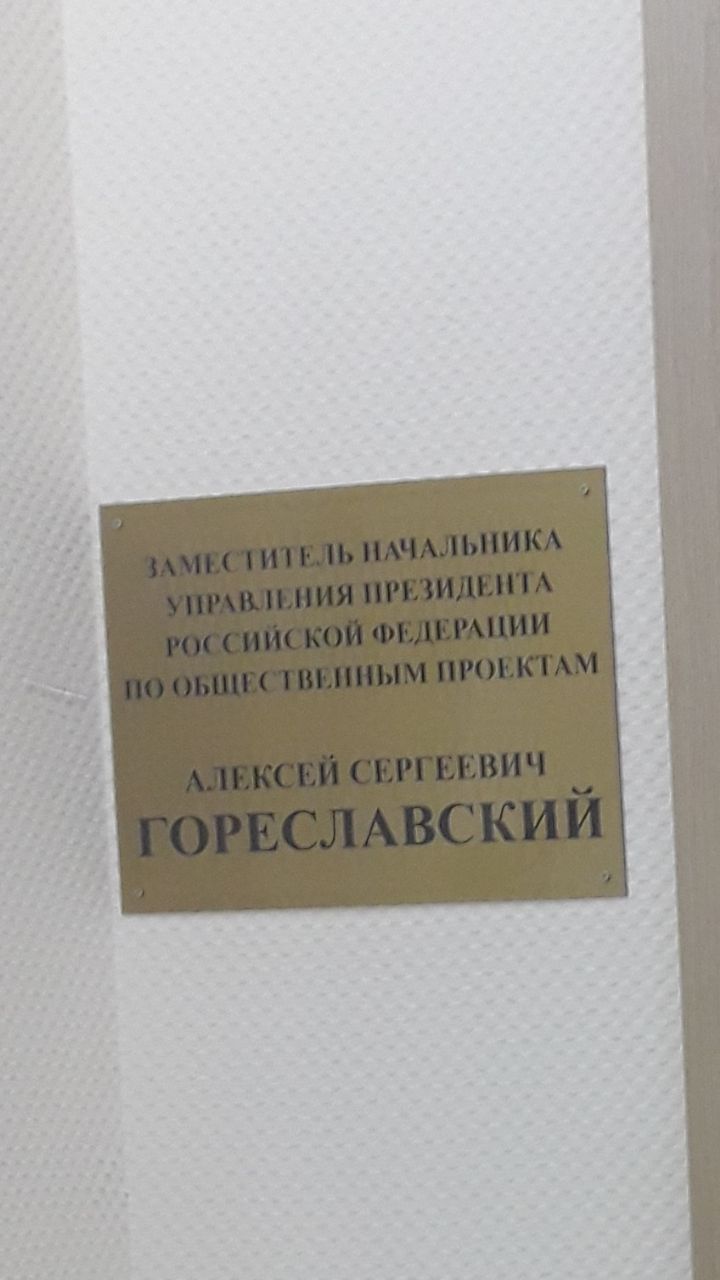 ЗАМЕСТИТЕЛЬ НАЧАЛЬНИКА
УПРАВЛЕНИЯ ПРЕЗИДЕНТА
РОССИЙСКОЙ ФЕДЕРАЦИИ
ПО ОБЩЕСТВЕННЫМ ПРОЕКТАМ
АЛЕКСЕЙ СЕРГЕЕВИЧ
ГОРЕСЛАВСКИЙ